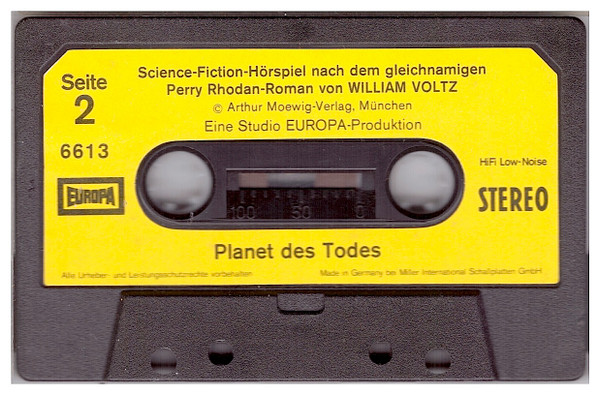 Seite
2
6613
EUROPA
Science-Fiction-Hörspiel nach dem gleichnamigen
Perry Rhodan-Roman von WILLIAM VOLTZ
© Arthur Moewig-Verlag, München
Eine Studio EUROPA-Produktion
HiFi Low-Noise
STEREO
100 50 0
Planet des Todes
Alle Urheber- und Leistungsschutzrechte vorbehalten
Made in Germany bei Miller International Schallplatten GmbH